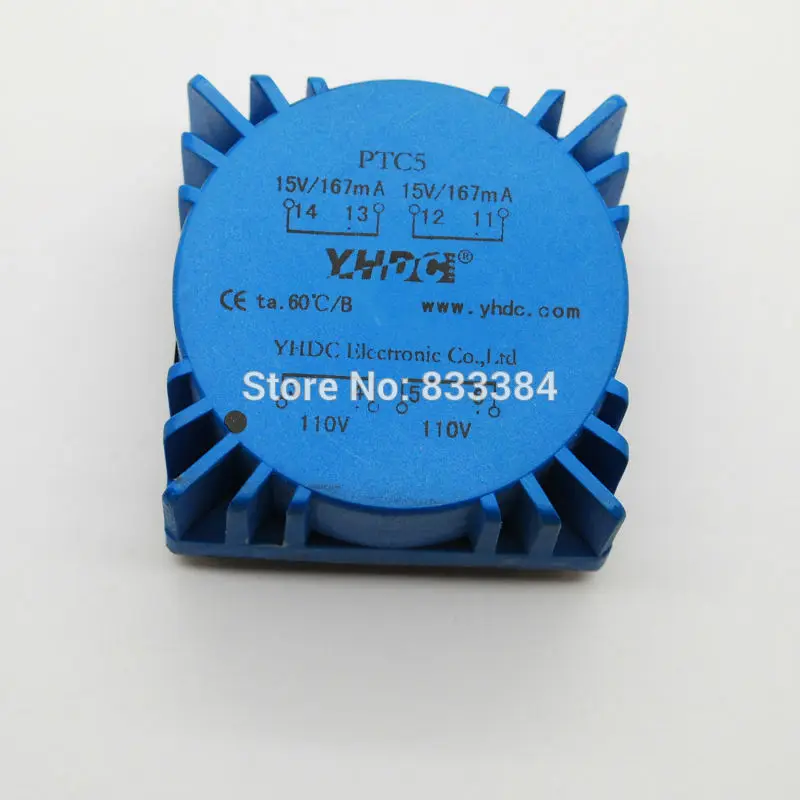 PTC5
15V/167mA 15V/167mA
14 13 12 11
YHDC®
CE ta.60℃/B www.yhdc.com
YHDC Electronic Co.,Ltd
Store No: 833384
5
110V 110V